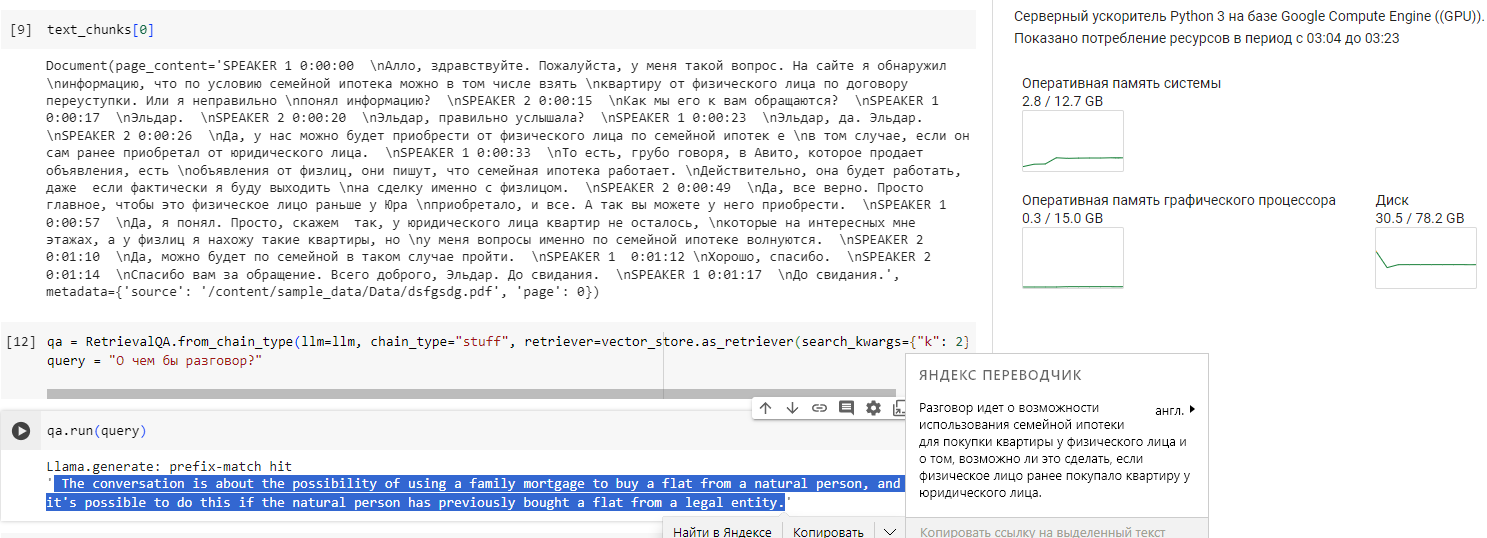 [9] text_chunks[0]
Document(page_content='SPEAKER 1 0:00:00 \nАлло, здравствуйте. Пожалуйста, у меня такой вопрос. На сайте я обнаружил
\nинформацию, что по условию семейной ипотека можно в том числе взять \nквартиру от физического лица по договору
переуступки. Или я неправильно \nпонял информацию? \nSPEAKER 2 0:00:15 \nКак мы его к вам обращаются? \nSPEAKER 1
0:00:17 \nЭльдар. \nSPEAKER 2 0:00:20 \nЭльдар, правильно услышала? \nSPEAKER 1 0:00:23 \nЭльдар, да. Эльдар.
\nSPEAKER 2 0:00:26 \nДа, у нас можно будет приобрести от физического лица по семейной ипотек е \nв том случае, если он
сам ранее приобретал от юридического лица. \nSPEAKER 1 0:00:33 \nТо есть, грубо говоря, в Авито, которое продает
объявления, есть \nобъявления от физлиц, они пишут, что семейная ипотека работает. \nДействительно, она будет работать,
даже если фактически я буду выходить \nна сделку именно с физлицом. \nSPEAKER 2 0:00:49 \nДа, все верно. Просто
главное, чтобы это физическое лицо раньше у Юра \nприобретало, и все. А так вы можете у него приобрести. \nSPEAKER 1
0:00:57 \nДа, я понял. Просто, скажем так, у юридического лица квартир не осталось, \nкоторые на интересных мне
этажах, а у физлиц я нахожу такие квартиры, но \nу меня вопросы именно по семейной ипотеке волнуются. \nSPEAKER 2
0:01:10 \nДа, можно будет по семейной в таком случае пройти. \nSPEAKER 1 0:01:12 \nХорошо, спасибо. \nSPEAKER 2
0:01:14 \nСпасибо вам за обращение. Всего доброго, Эльдар. До свидания. \nSPEAKER 1 0:01:17 \nДо свидания.',
metadata={'source': '/content/sample_data/Data/dsfgsdg.pdf', 'page': 0})
[12] qa = RetrievalQA.from_chain_type(llm=llm, chain_type="stuff", retriever=vector_store.as_retriever(search_kwargs={"k": 2}
query = "О чем бы разговор?"
qa.run(query)
Llama.generate: prefix-match hit
' The conversation is about the possibility of using a family mortgage to buy a flat from a natural person, and
it's possible to do this if the natural person has previously bought a flat from a legal entity.'
Найти в Яндексе Копировать
Серверный ускоритель Python 3 на базе Google Compute Engine ((GPU)).
Показано потребление ресурсов в период с 03:04 до 03:23
Оперативная память системы
2.8 / 12.7 GB
Оперативная память графического процессора
0.3 / 15.0 GB
Диск
30.5 / 78.2 GB
ЯНДЕКС ПЕРЕВОДЧИК
англ.
Разговор идет о возможности
использования семейной ипотеки
для покупки квартиры у физического лица и
о том, возможно ли это сделать, если
физическое лицо ранее покупало квартиру у
юридического лица.
Копировать ссылку на выделенный текст